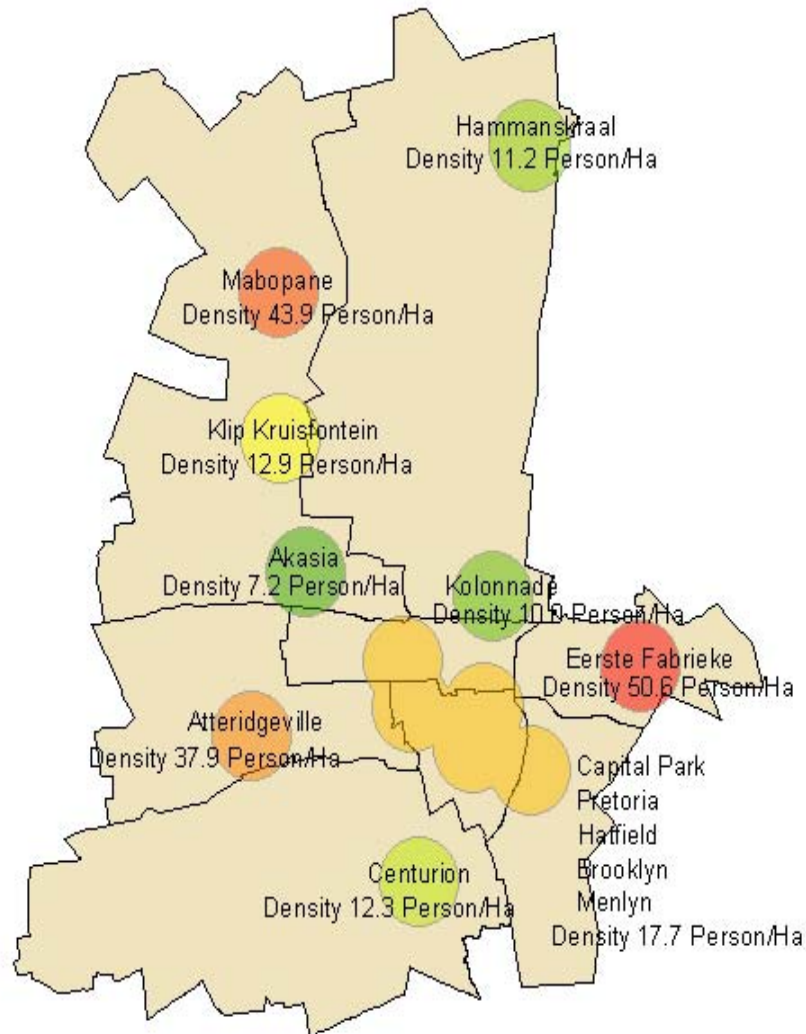 Hammanskraal
Density 11.2 Person/Ha
Mabopane
Density 43.9 Person/Ha
Klip Kruisfontein
Density 12.9 Person/Ha
Akasia
Density 7.2 Person/Ha
Kolonnade
Density 10.9 Person/Ha
Eerste Fabrieke
Density 50.6 Person/Ha
Atteridgeville
Density 37.9 Person/Ha
Capital Park
Pretoria
Hatfield
Brooklyn
Menlyn
Density 17.7 Person/Ha
Centurion
Density 12.3 Person/Ha